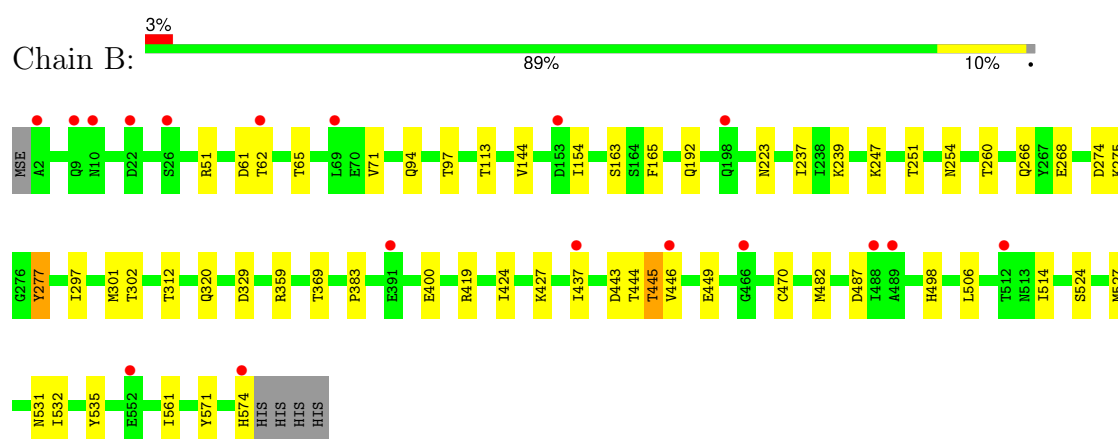 3%
Chain B:
89% 10% •
MSE A2 Q9 N10 D22 S26 R51 D61 T62 T65 L69 E70 V71 Q94 T97 T113 V144 D153 I154 S163 S164 F165 Q192 Q198 N223 I237 I238 K239 K247 T251 N254 T260 Q266 Y267 E268 D274 K275
G276 Y277 I297 M301 T302 T312 Q320 D329 R359 T369 P383 E391 E400 R419 I424 K427 I437 D443 T444 T445 V446 E449 G466 C470 M482 D487 I488 A489 H498 L506 T512 N513 I514 S524 M527
N531 I532 Y535 E552 I561 Y571 H574 HIS HIS HIS HIS